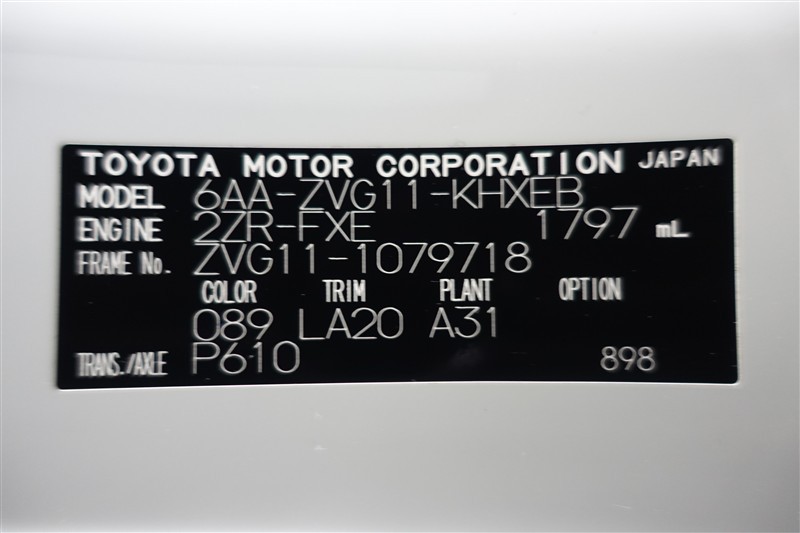 TOYOTA MOTOR CORPORATION JAPAN
MODEL 6AA-ZVG11-KHXEB
ENGINE 2ZR-FXE 1797 mL
FRAME No. ZVG11-1079718
COLOR TRIM PLANT OPTION
089 LA20 A31
TRANS./AXLE P610 898